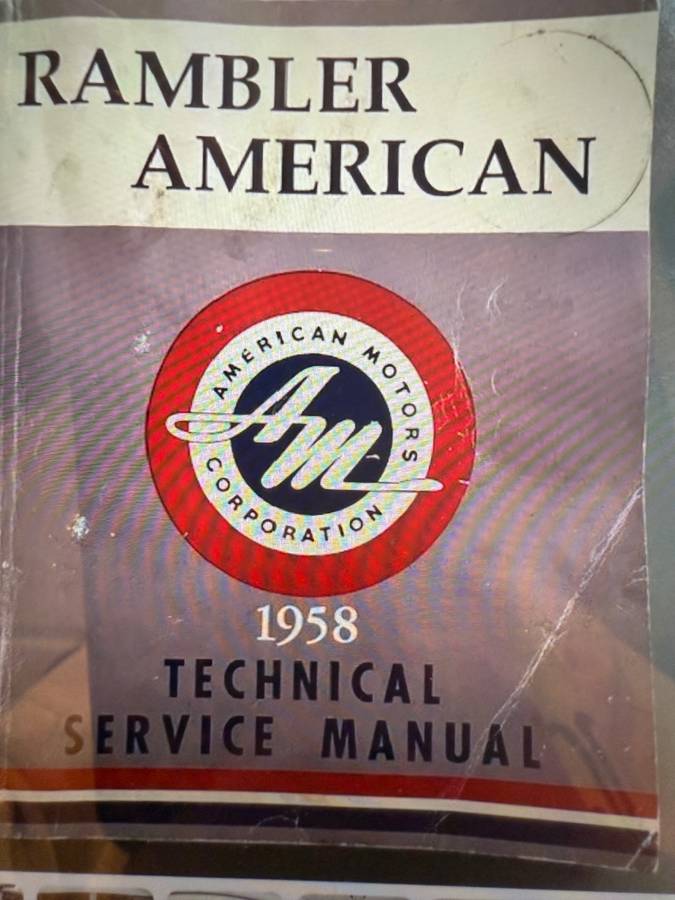 RAMBLER
AMERICAN
AMERICAN MOTORS
AM
CORPORATION
1958
TECHNICAL
SERVICE MANUAL